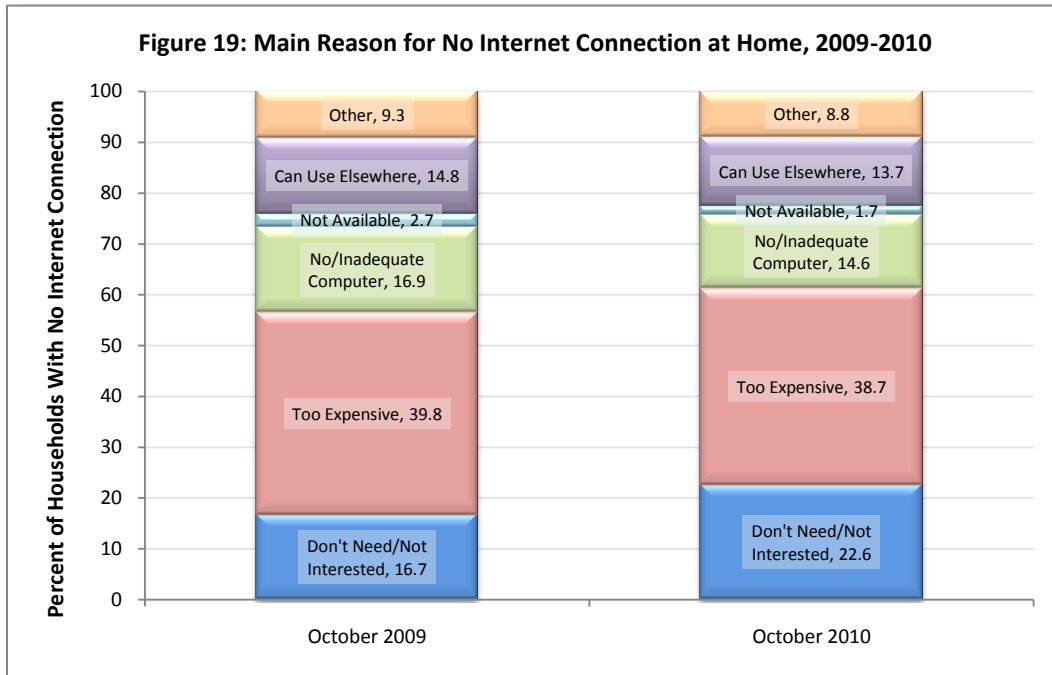 Figure 19: Main Reason for No Internet Connection at Home, 2009-2010
Percent of Households With No Internet Connection
100
90
80
70
60
50
40
30
20
10
0
Other, 9.3
Can Use Elsewhere, 14.8
Not Available, 2.7
No/Inadequate
Computer, 16.9
Too Expensive, 39.8
Don't Need/Not
Interested, 16.7
Other, 8.8
Can Use Elsewhere, 13.7
Not Available, 1.7
No/Inadequate
Computer, 14.6
Too Expensive, 38.7
Don't Need/Not
Interested, 22.6
October 2009
October 2010